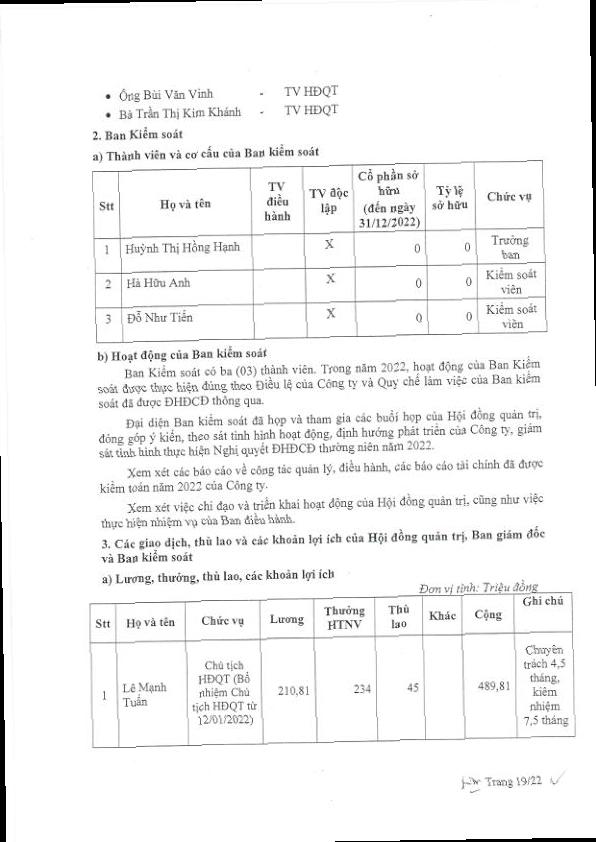 • Ông Bùi Văn Vinh - TV HĐQT
• Bà Trần Thị Kim Khánh - TV HĐQT
2. Ban Kiểm soát
a) Thành viên và cơ cấu của Ban kiểm soát
Stt Họ và tên TV điều hành TV độc lập Cổ phần sở hữu (đến ngày 31/12/2022) Tỷ lệ sở hữu Chức vụ
1 Huỳnh Thị Hồng Hạnh X 0 0 Trưởng ban
2 Hà Hữu Anh X 0 0 Kiểm soát viên
3 Đỗ Như Tiến X 0 0 Kiểm soát viên
b) Hoạt động của Ban kiểm soát
Ban Kiểm soát có ba (03) thành viên. Trong năm 2022, hoạt động của Ban Kiểm
soát được thực hiện đúng theo Điều lệ của Công ty và Quy chế làm việc của Ban kiểm
soát đã được ĐHĐCĐ thông qua.
Đại diện Ban kiểm soát đã họp và tham gia các buổi họp của Hội đồng quản trị,
đóng góp ý kiến, theo sát tình hình hoạt động, định hướng phát triển của Công ty, giám
sát tình hình thực hiện Nghị quyết ĐHĐCĐ thường niên năm 2022.
Xem xét các báo cáo về công tác quản lý, điều hành, các báo cáo tài chính đã được
kiểm toán năm 2022 của Công ty.
Xem xét việc chỉ đạo và triển khai hoạt động của Hội đồng quản trị, cũng như việc
thực hiện nhiệm vụ của Ban điều hành.
3. Các giao dịch, thù lao và các khoản lợi ích của Hội đồng quản trị, Ban giám đốc
và Ban kiểm soát
a) Lương, thưởng, thù lao, các khoản lợi ích
Đơn vị tính: Triệu đồng
Stt Họ và tên Chức vụ Lương Thưởng HTNV Thù lao Khác Cộng Ghi chú
1 Lê Mạnh Tuấn Chủ tịch HĐQT (Bổ nhiệm Chủ tịch HĐQT từ 12/01/2022) 210,81 234 45 489,81 Chuyên trách 4,5 tháng, kiêm nhiệm 7,5 tháng
Trang 19/22